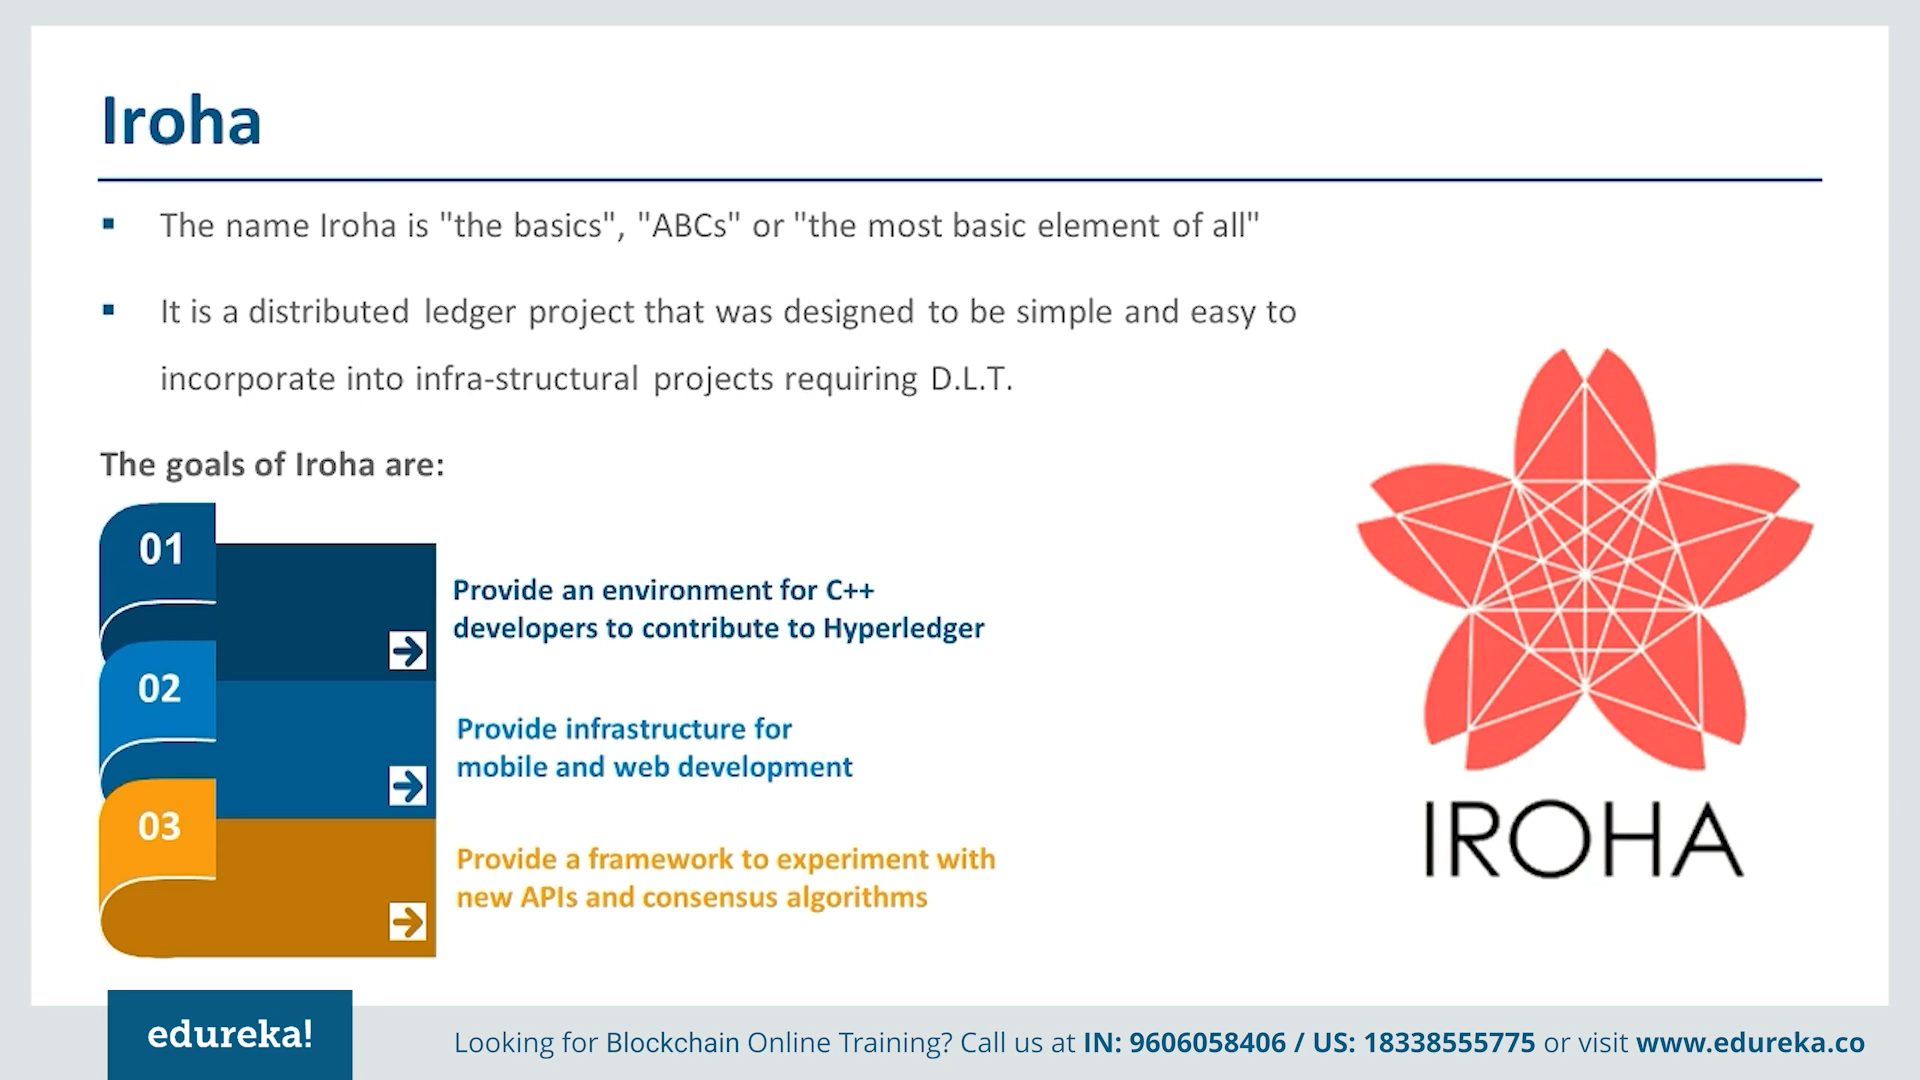 Iroha
The name Iroha is "the basics", "ABCs" or "the most basic element of all"
It is a distributed ledger project that was designed to be simple and easy to
incorporate into infra-structural projects requiring D.L.T.
The goals of Iroha are:
01
Provide an environment for C++
developers to contribute to Hyperledger
02
Provide infrastructure for
mobile and web development
03
Provide a framework to experiment with
new APIs and consensus algorithms
IROHA
edureka!
Looking for Blockchain Online Training? Call us at IN: 9606058406 / US: 18338555775 or visit www.edureka.co